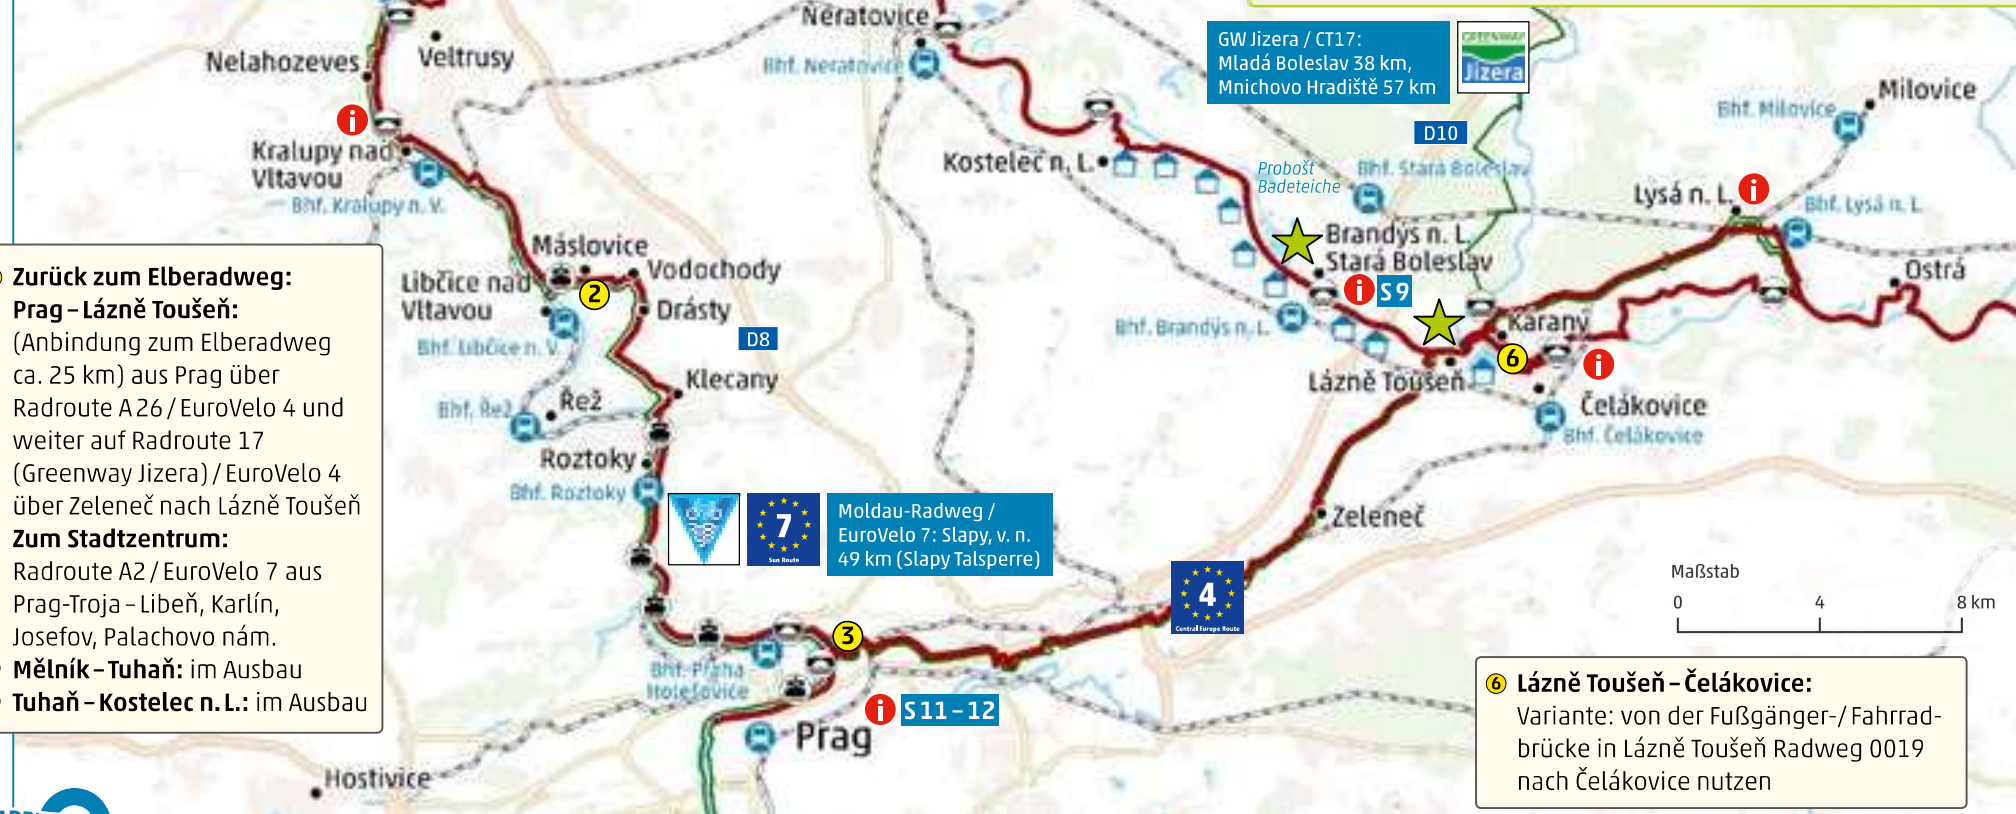 Neratovice
Bhf. Neratovice
Nelahozeves
Veltrusy
Kralupy nad
Vltavou
Bhf. Kralupy n. V.
GW Jizera / CT17:
Mladá Boleslav 38 km,
Mnichovo Hradiště 57 km
GREENWAY
Jizera
D10
Milovice
Bhf. Milovice
Kostelec n. L.
Probošt
Badeteiche
Bhf. Stará Boleslav
Lysá n. L.
Bhf. Lysá n. L.
Brandýs n. L.
Stará Boleslav
S 9
Ostrá
Máslovice
Vodochody
Libčice nad
Vltavou
2
Drásty
D8
Bhf. Libčice n. V.
Bhf. Brandýs n. L.
Káraný
6
Lázně Toušeň
Čelákovice
Bhf. Čelákovice
Klecany
Řež
Bhf. Řež
Roztoky
Bhf. Roztoky
Zeleneč
7
Sun Route
Moldau-Radweg /
EuroVelo 7: Slapy, v. n.
49 km (Slapy Talsperre)
4
Central Europe Route
3
Bhf. Praha
Holešovice
S 11 – 12
Prag
Hostivice
Zurück zum Elberadweg:
Prag – Lázně Toušeň:
(Anbindung zum Elberadweg
ca. 25 km) aus Prag über
Radroute A 26 / EuroVelo 4 und
weiter auf Radroute 17
(Greenway Jizera) / EuroVelo 4
über Zeleneč nach Lázně Toušeň
Zum Stadtzentrum:
Radroute A2 / EuroVelo 7 aus
Prag-Troja – Libeň, Karlín,
Josefov, Palachovo nám.
Mělník – Tuhaň: im Ausbau
Tuhaň – Kostelec n. L.: im Ausbau
Maßstab
0 4 8 km
6 Lázně Toušeň – Čelákovice:
Variante: von der Fußgänger-/ Fahrrad-
brücke in Lázně Toušeň Radweg 0019
nach Čelákovice nutzen